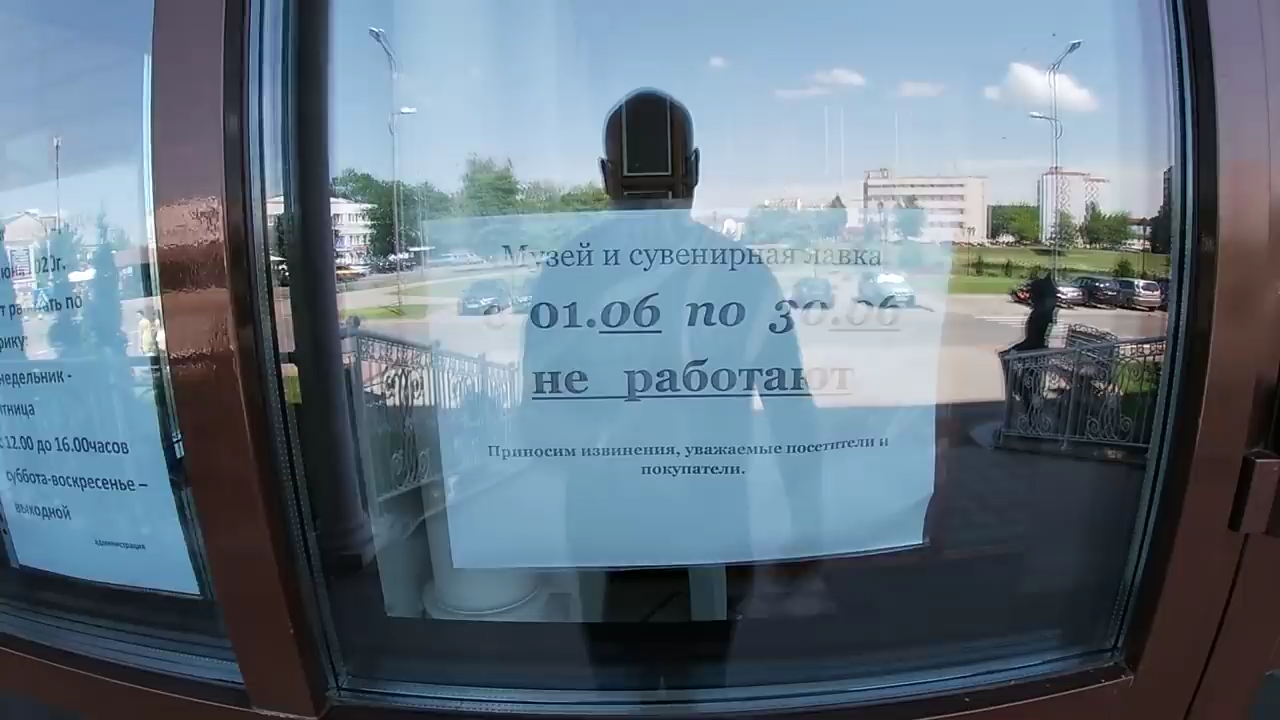 рику:
недельник -
тница
с 12.00 до 16.00часов
суббота-воскресенье –
выходной
администрация
Музей и сувенирная лавка
с 01.06 по 30.06
не работают
Приносим извинения, уважаемые посетители и
покупатели.